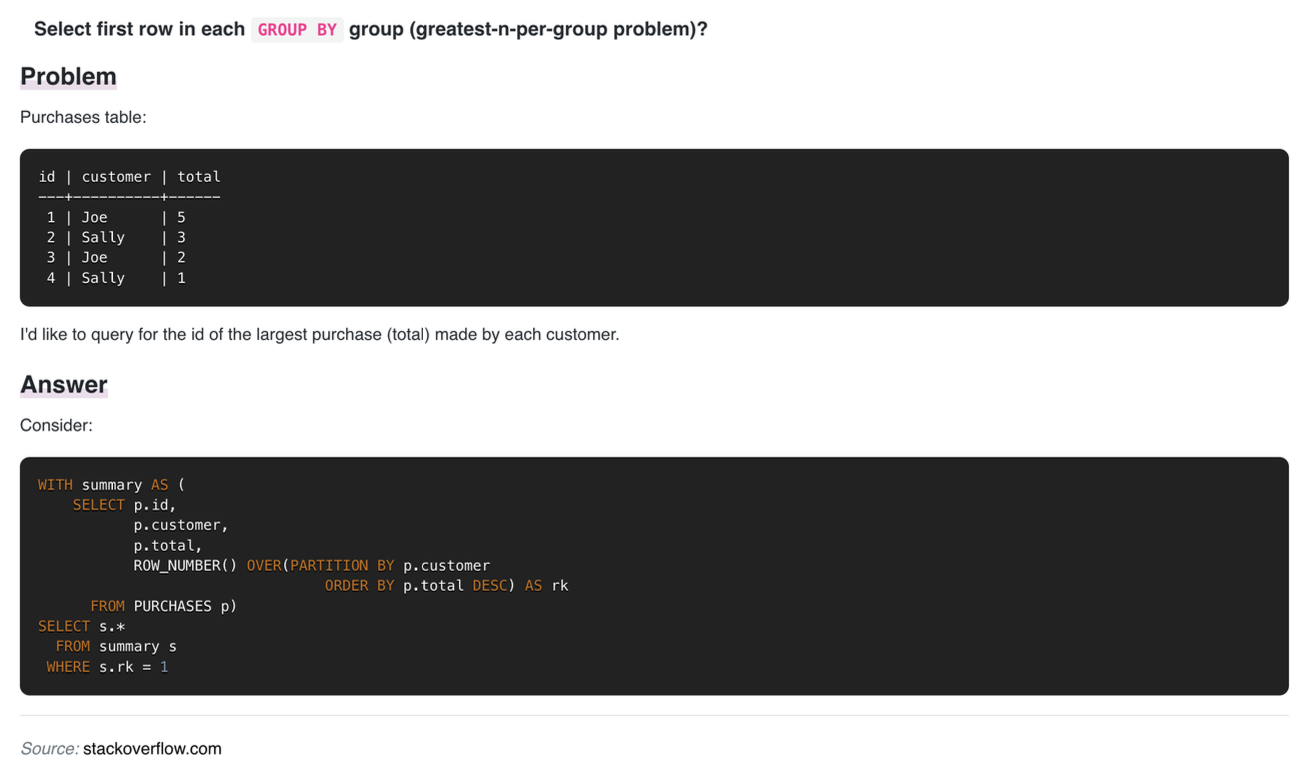 Select first row in each GROUP BY group (greatest-n-per-group problem)?
Problem
Purchases table:
id | customer | total
---+----------+------
 1 | Joe      | 5
 2 | Sally    | 3
 3 | Joe      | 2
 4 | Sally    | 1
I'd like to query for the id of the largest purchase (total) made by each customer.
Answer
Consider:
WITH summary AS (
    SELECT p.id,
           p.customer,
           p.total,
           ROW_NUMBER() OVER(PARTITION BY p.customer
                                 ORDER BY p.total DESC) AS rk
      FROM PURCHASES p)
SELECT s.*
  FROM summary s
 WHERE s.rk = 1
Source: stackoverflow.com